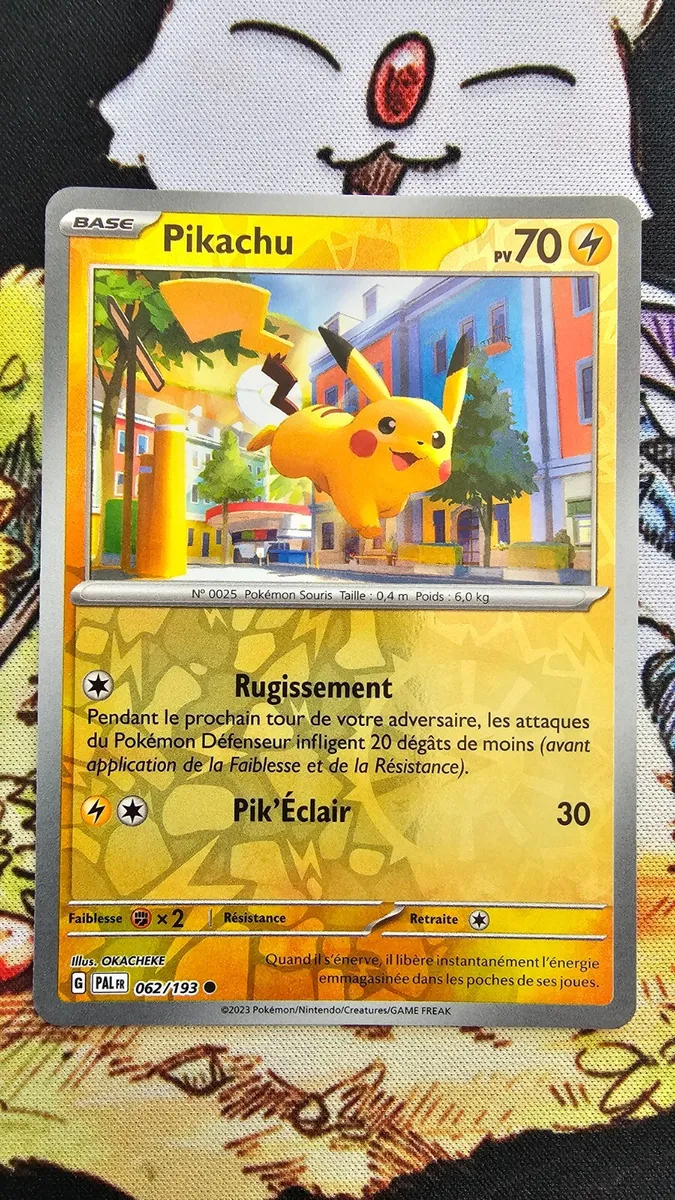 BASE Pikachu PV 70
N° 0025 Pokémon Souris Taille : 0,4 m Poids : 6,0 kg
Rugissement
Pendant le prochain tour de votre adversaire, les attaques
du Pokémon Défenseur infligent 20 dégâts de moins (avant
application de la Faiblesse et de la Résistance).
Pik'Éclair 30
Faiblesse ×2 Résistance Retraite
Illus. OKACHEKE
Quand il s'énerve, il libère instantanément l'énergie
emmagasinée dans les poches de ses joues.
G PAL FR 062/193
©2023 Pokémon/Nintendo/Creatures/GAME FREAK